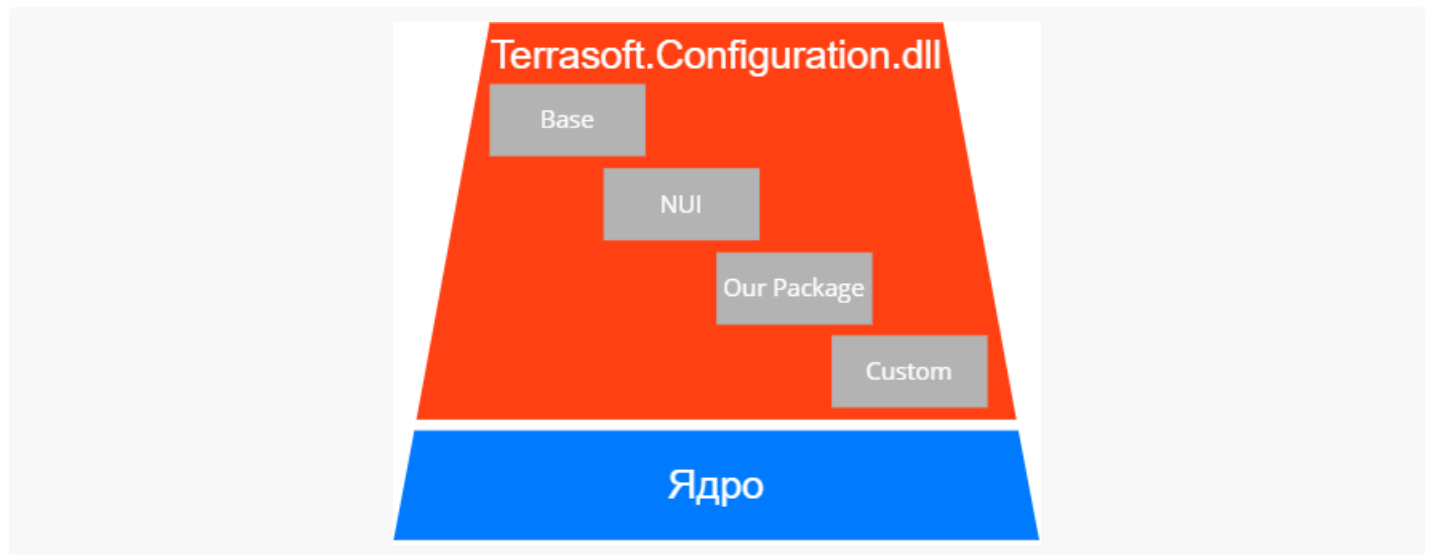 Terrasoft.Configuration.dll
Base
NUI
Our Package
Custom
Ядро